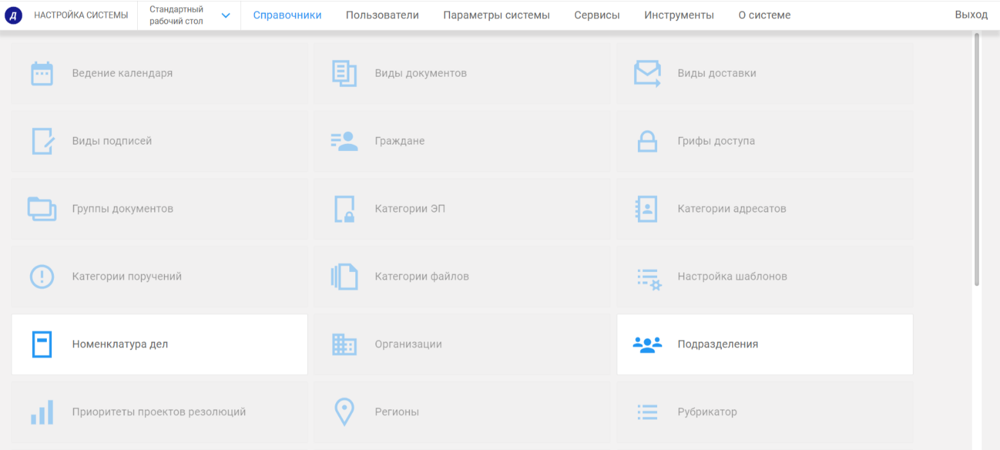 Д НАСТРОЙКА СИСТЕМЫ Стандартный рабочий стол Справочники Пользователи Параметры системы Сервисы Инструменты О системе Выход
Ведение календаря Виды документов Виды доставки
Виды подписей Граждане Грифы доступа
Группы документов Категории ЭП Категории адресатов
Категории поручений Категории файлов Настройка шаблонов
Номенклатура дел Организации Подразделения
Приоритеты проектов резолюций Регионы Рубрикатор